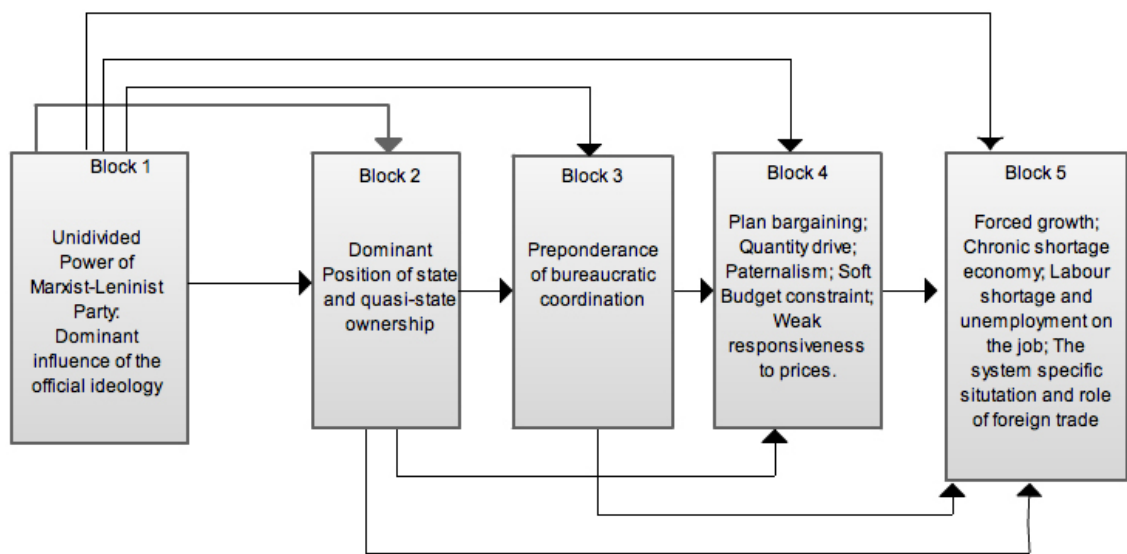 Block 1
Unidivided
Power of
Marxist-Leninist
Party:
Dominant
influence of the
official ideology
Block 2
Dominant
Position of state
and quasi-state
ownership
Block 3
Preponderance
of bureaucratic
coordination
Block 4
Plan bargaining;
Quantity drive;
Paternalism; Soft
Budget constraint;
Weak
responsiveness
to prices.
Block 5
Forced growth;
Chronic shortage
economy; Labour
shortage and
unemployment on
the job; The
system specific
situtation and role
of foreign trade